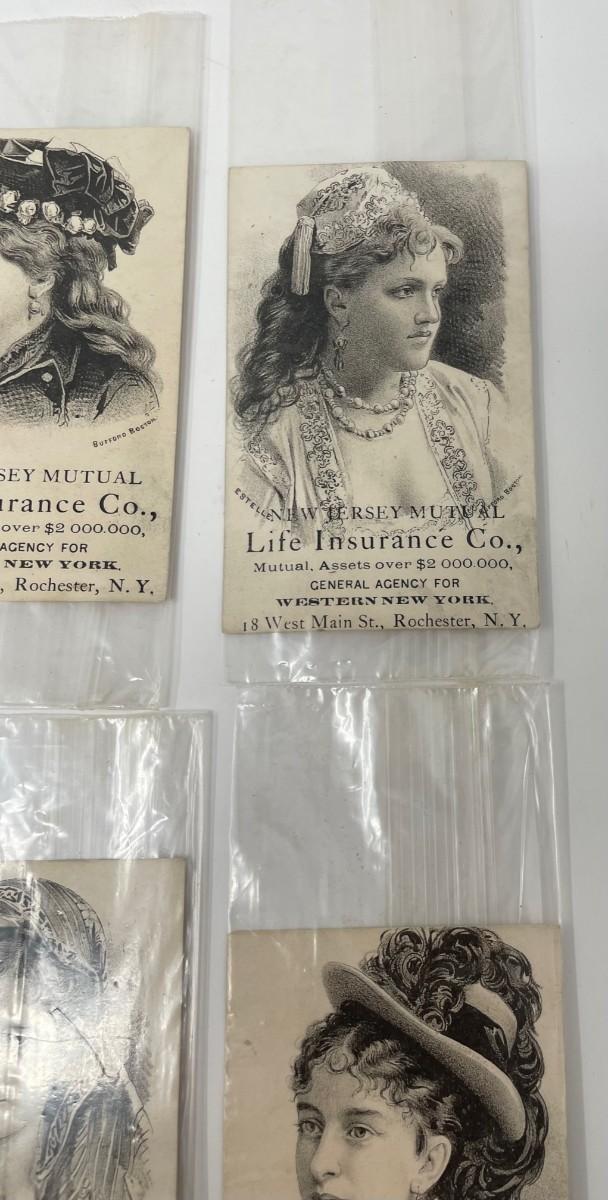 BUFFORD BOSTON.
SEY MUTUAL
urance Co.,
over $2 000.000,
AGENCY FOR
NEW YORK.
, Rochester, N. Y.
ESTELLE
BOSTON
NEW JERSEY MUTUAL
Life Insurance Co.,
Mutual, Assets over $2 000.000,
GENERAL AGENCY FOR
WESTERN NEW YORK.
18 West Main St., Rochester, N. Y.